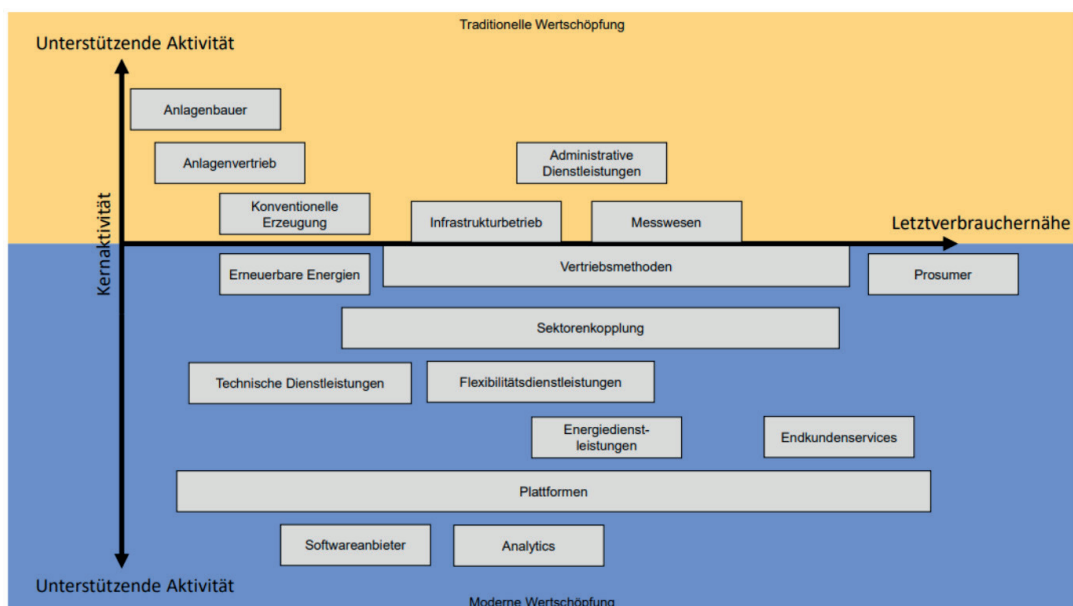 Traditionelle Wertschöpfung
Unterstützende Aktivität
Anlagenbauer
Anlagenvertrieb
Administrative
Dienstleistungen
Konventionelle
Erzeugung
Infrastrukturbetrieb
Messwesen
Letztverbrauchernähe
Kernaktivität
Erneuerbare Energien
Vertriebsmethoden
Prosumer
Sektorenkopplung
Technische Dienstleistungen
Flexibilitätsdienstleistungen
Energiedienst-
leistungen
Endkundenservices
Plattformen
Softwareanbieter
Analytics
Unterstützende Aktivität
Moderne Wertschöpfung